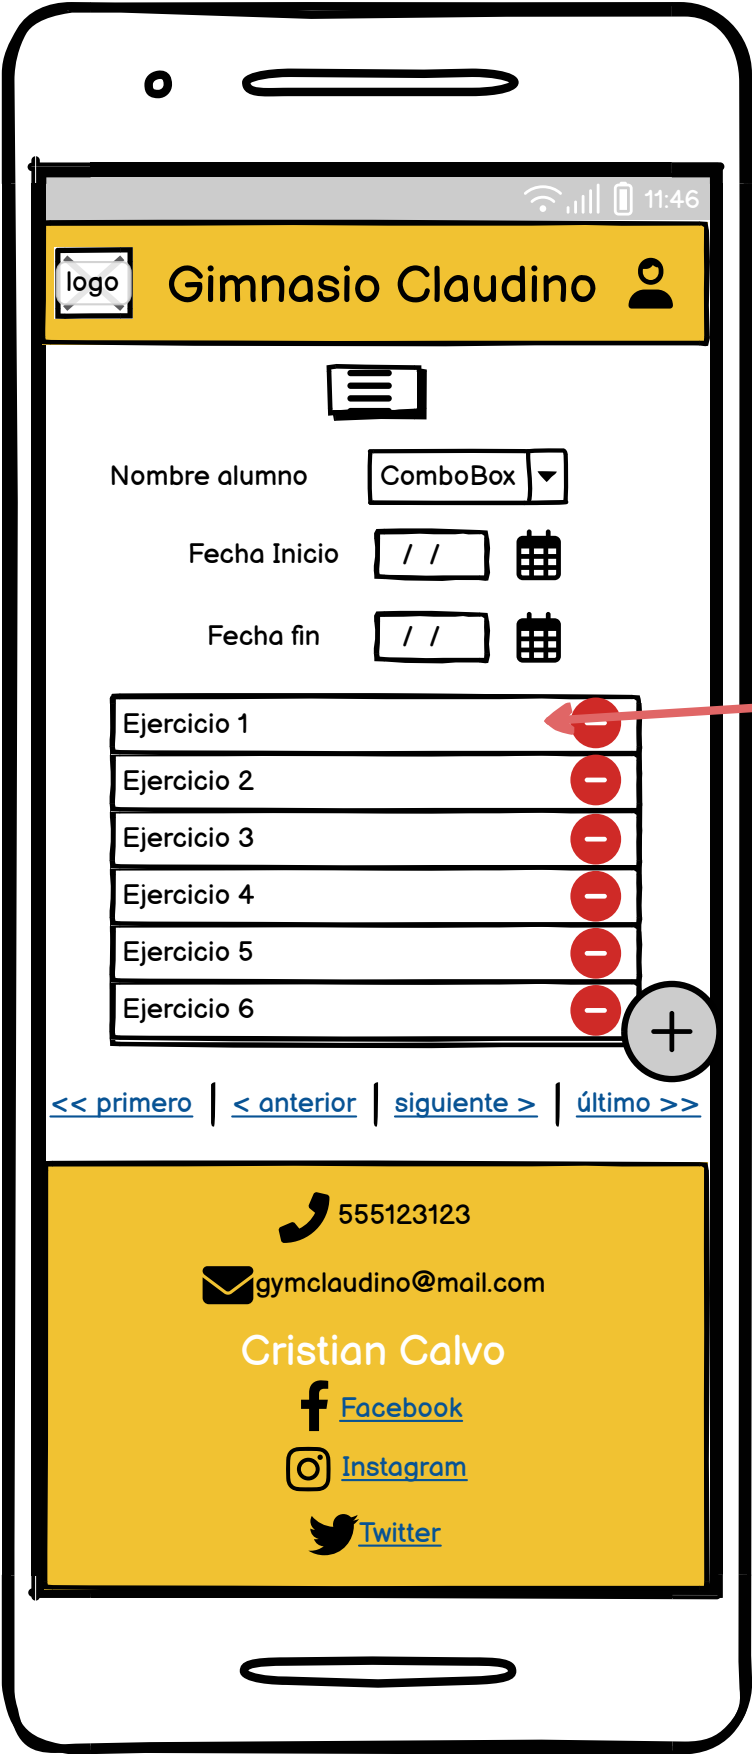 11:46
logo
Gimnasio Claudino
Nombre alumno ComboBox
Fecha Inicio / /
Fecha fin / /
Ejercicio 1
Ejercicio 2
Ejercicio 3
Ejercicio 4
Ejercicio 5
Ejercicio 6
<< primero | < anterior | siguiente > | último >>
555123123
gymclaudino@mail.com
Cristian Calvo
Facebook
Instagram
Twitter